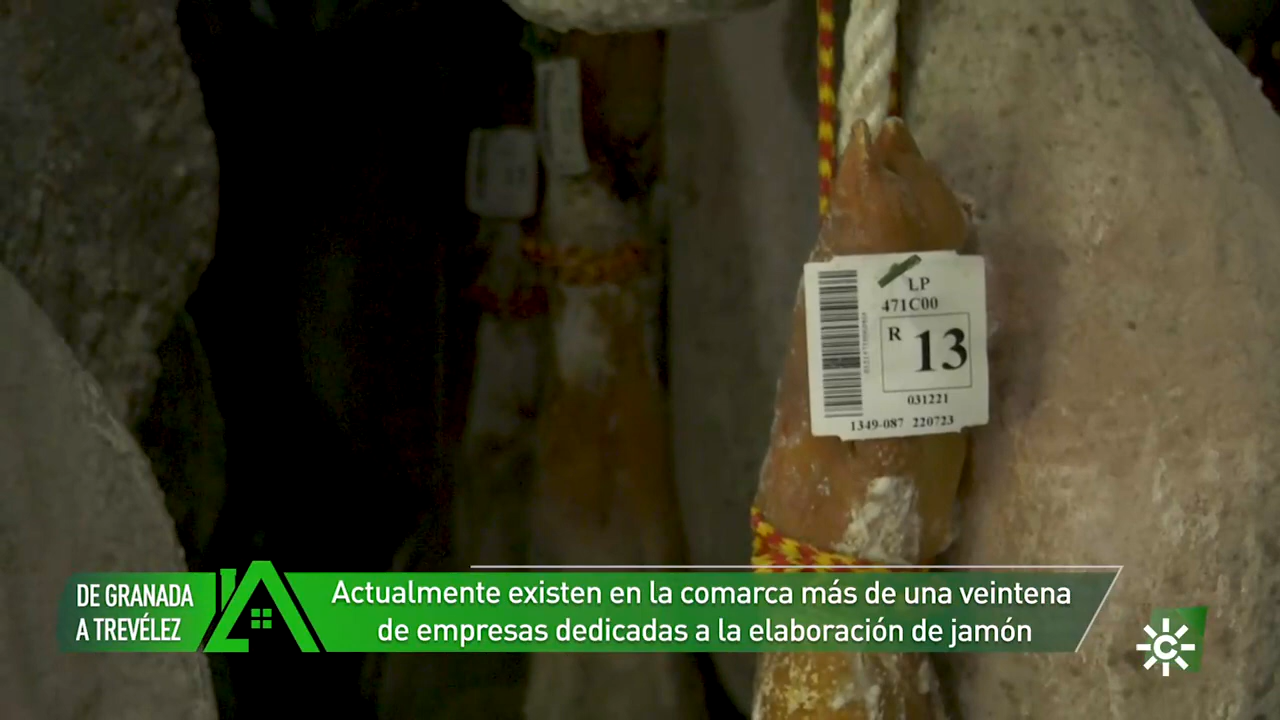 LP
471C00
R 13
031221
1349-087 220723
DE GRANADA
A TREVÉLEZ
Actualmente existen en la comarca más de una veintena
de empresas dedicadas a la elaboración de jamón